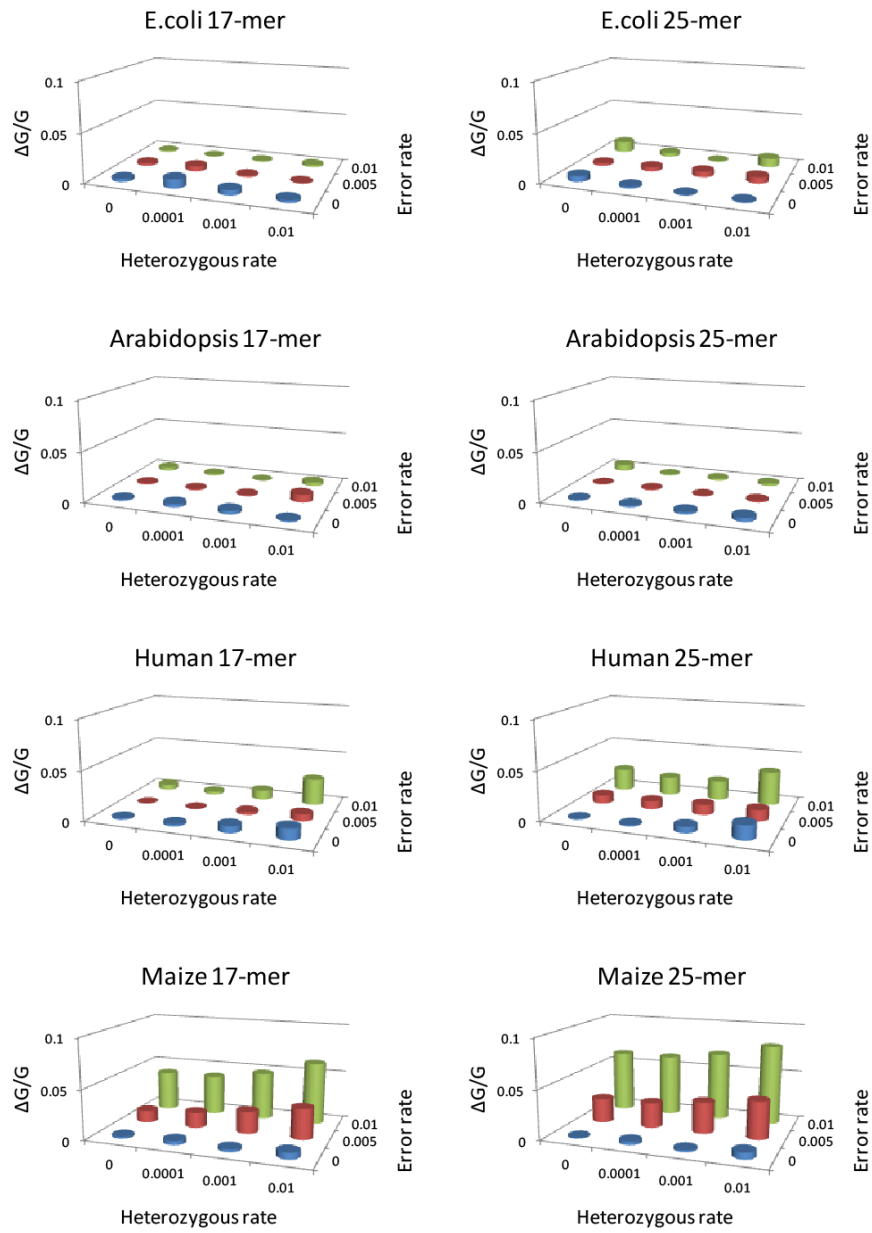 E.coli 17-mer
0.1
0.05
0
ΔG/G
0
0.0001
0.001
0.01
Heterozygous rate
0.01
0.005
0
Error rate
E.coli 25-mer
0.1
0.05
0
ΔG/G
0
0.0001
0.001
0.01
Heterozygous rate
0.01
0.005
0
Error rate
Arabidopsis 17-mer
0.1
0.05
0
ΔG/G
0
0.0001
0.001
0.01
Heterozygous rate
0.01
0.005
0
Error rate
Arabidopsis 25-mer
0.1
0.05
0
ΔG/G
0
0.0001
0.001
0.01
Heterozygous rate
0.01
0.005
0
Error rate
Human 17-mer
0.1
0.05
0
ΔG/G
0
0.0001
0.001
0.01
Heterozygous rate
0.01
0.005
0
Error rate
Human 25-mer
0.1
0.05
0
ΔG/G
0
0.0001
0.001
0.01
Heterozygous rate
0.01
0.005
0
Error rate
Maize 17-mer
0.1
0.05
0
ΔG/G
0
0.0001
0.001
0.01
Heterozygous rate
0.01
0.005
0
Error rate
Maize 25-mer
0.1
0.05
0
ΔG/G
0
0.0001
0.001
0.01
Heterozygous rate
0.01
0.005
0
Error rate